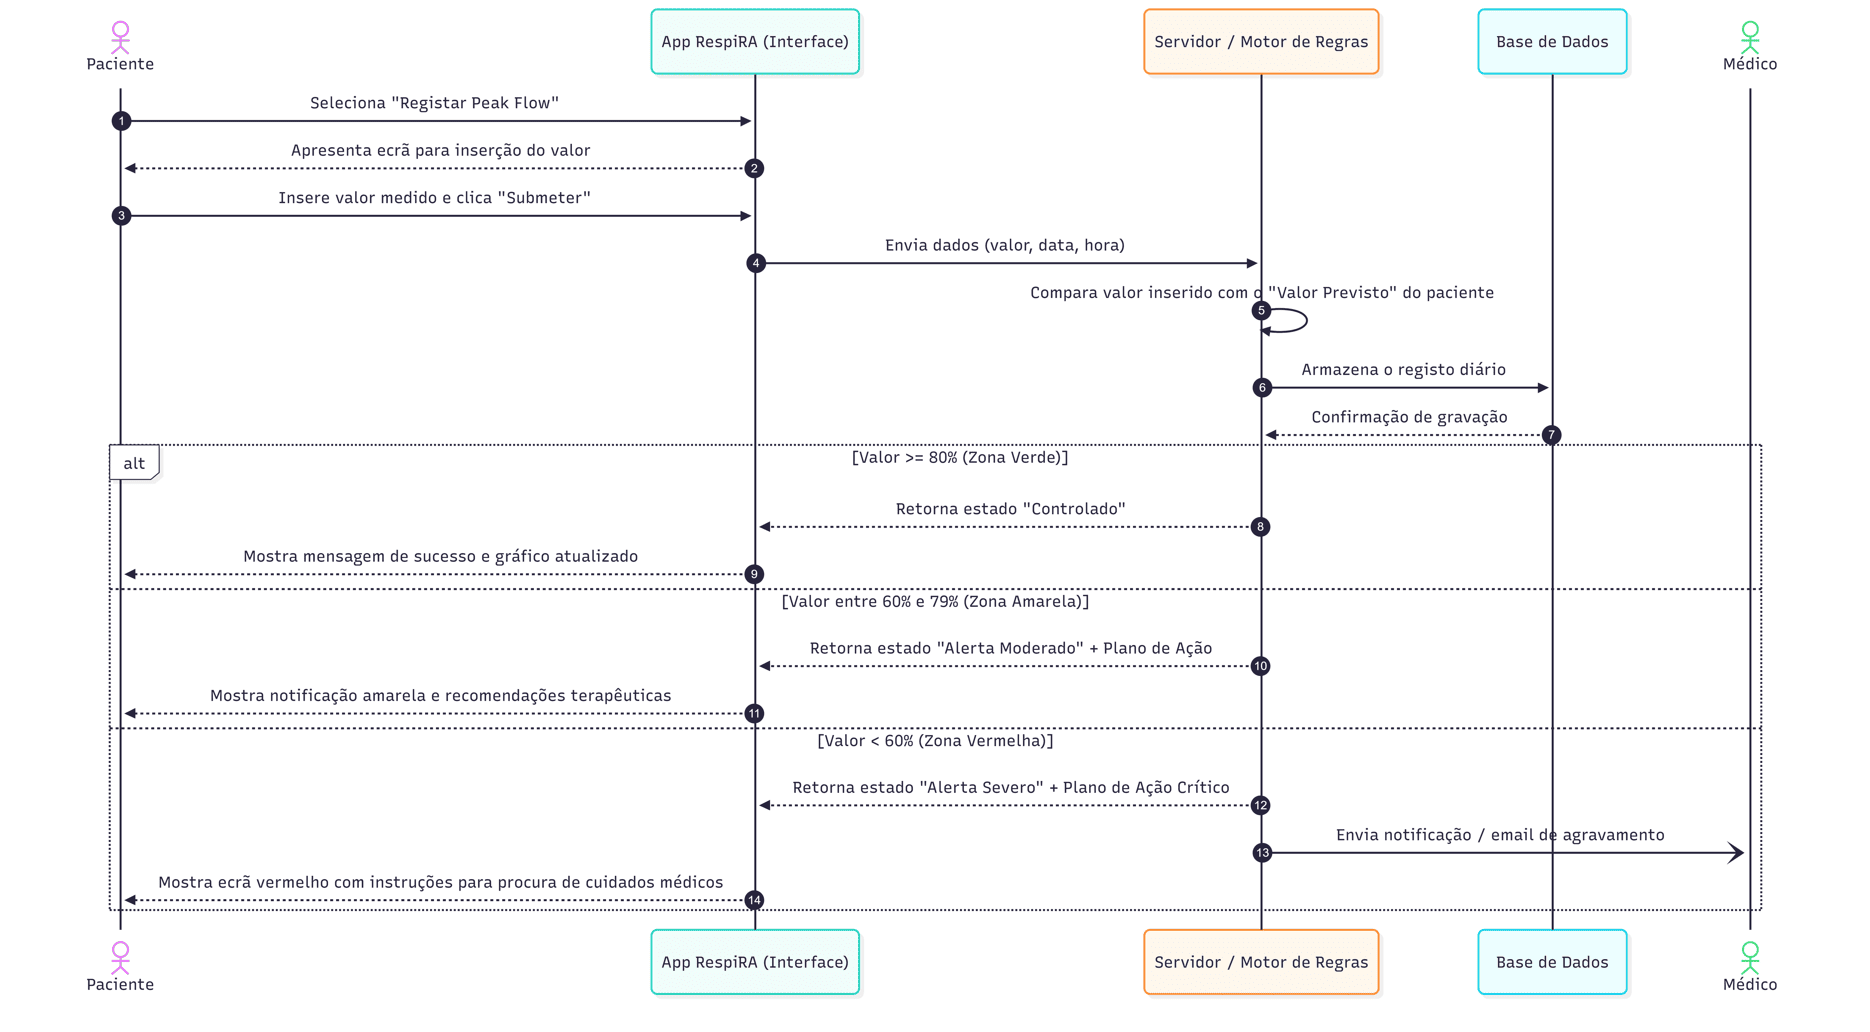 Paciente
App RespiRA (Interface)
Servidor / Motor de Regras
Base de Dados
Médico
Seleciona "Registar Peak Flow"
1
Apresenta ecrã para inserção do valor
2
Insere valor medido e clica "Submeter"
3
Envia dados (valor, data, hora)
4
Compara valor inserido com o "Valor Previsto" do paciente
5
Armazena o registo diário
6
Confirmação de gravação
7
alt
[Valor >= 80% (Zona Verde)]
Retorna estado "Controlado"
8
Mostra mensagem de sucesso e gráfico atualizado
9
[Valor entre 60% e 79% (Zona Amarela)]
Retorna estado "Alerta Moderado" + Plano de Ação
10
Mostra notificação amarela e recomendações terapêuticas
11
[Valor < 60% (Zona Vermelha)]
Retorna estado "Alerta Severo" + Plano de Ação Crítico
12
Envia notificação / email de agravamento
13
Mostra ecrã vermelho com instruções para procura de cuidados médicos
14
Paciente
App RespiRA (Interface)
Servidor / Motor de Regras
Base de Dados
Médico